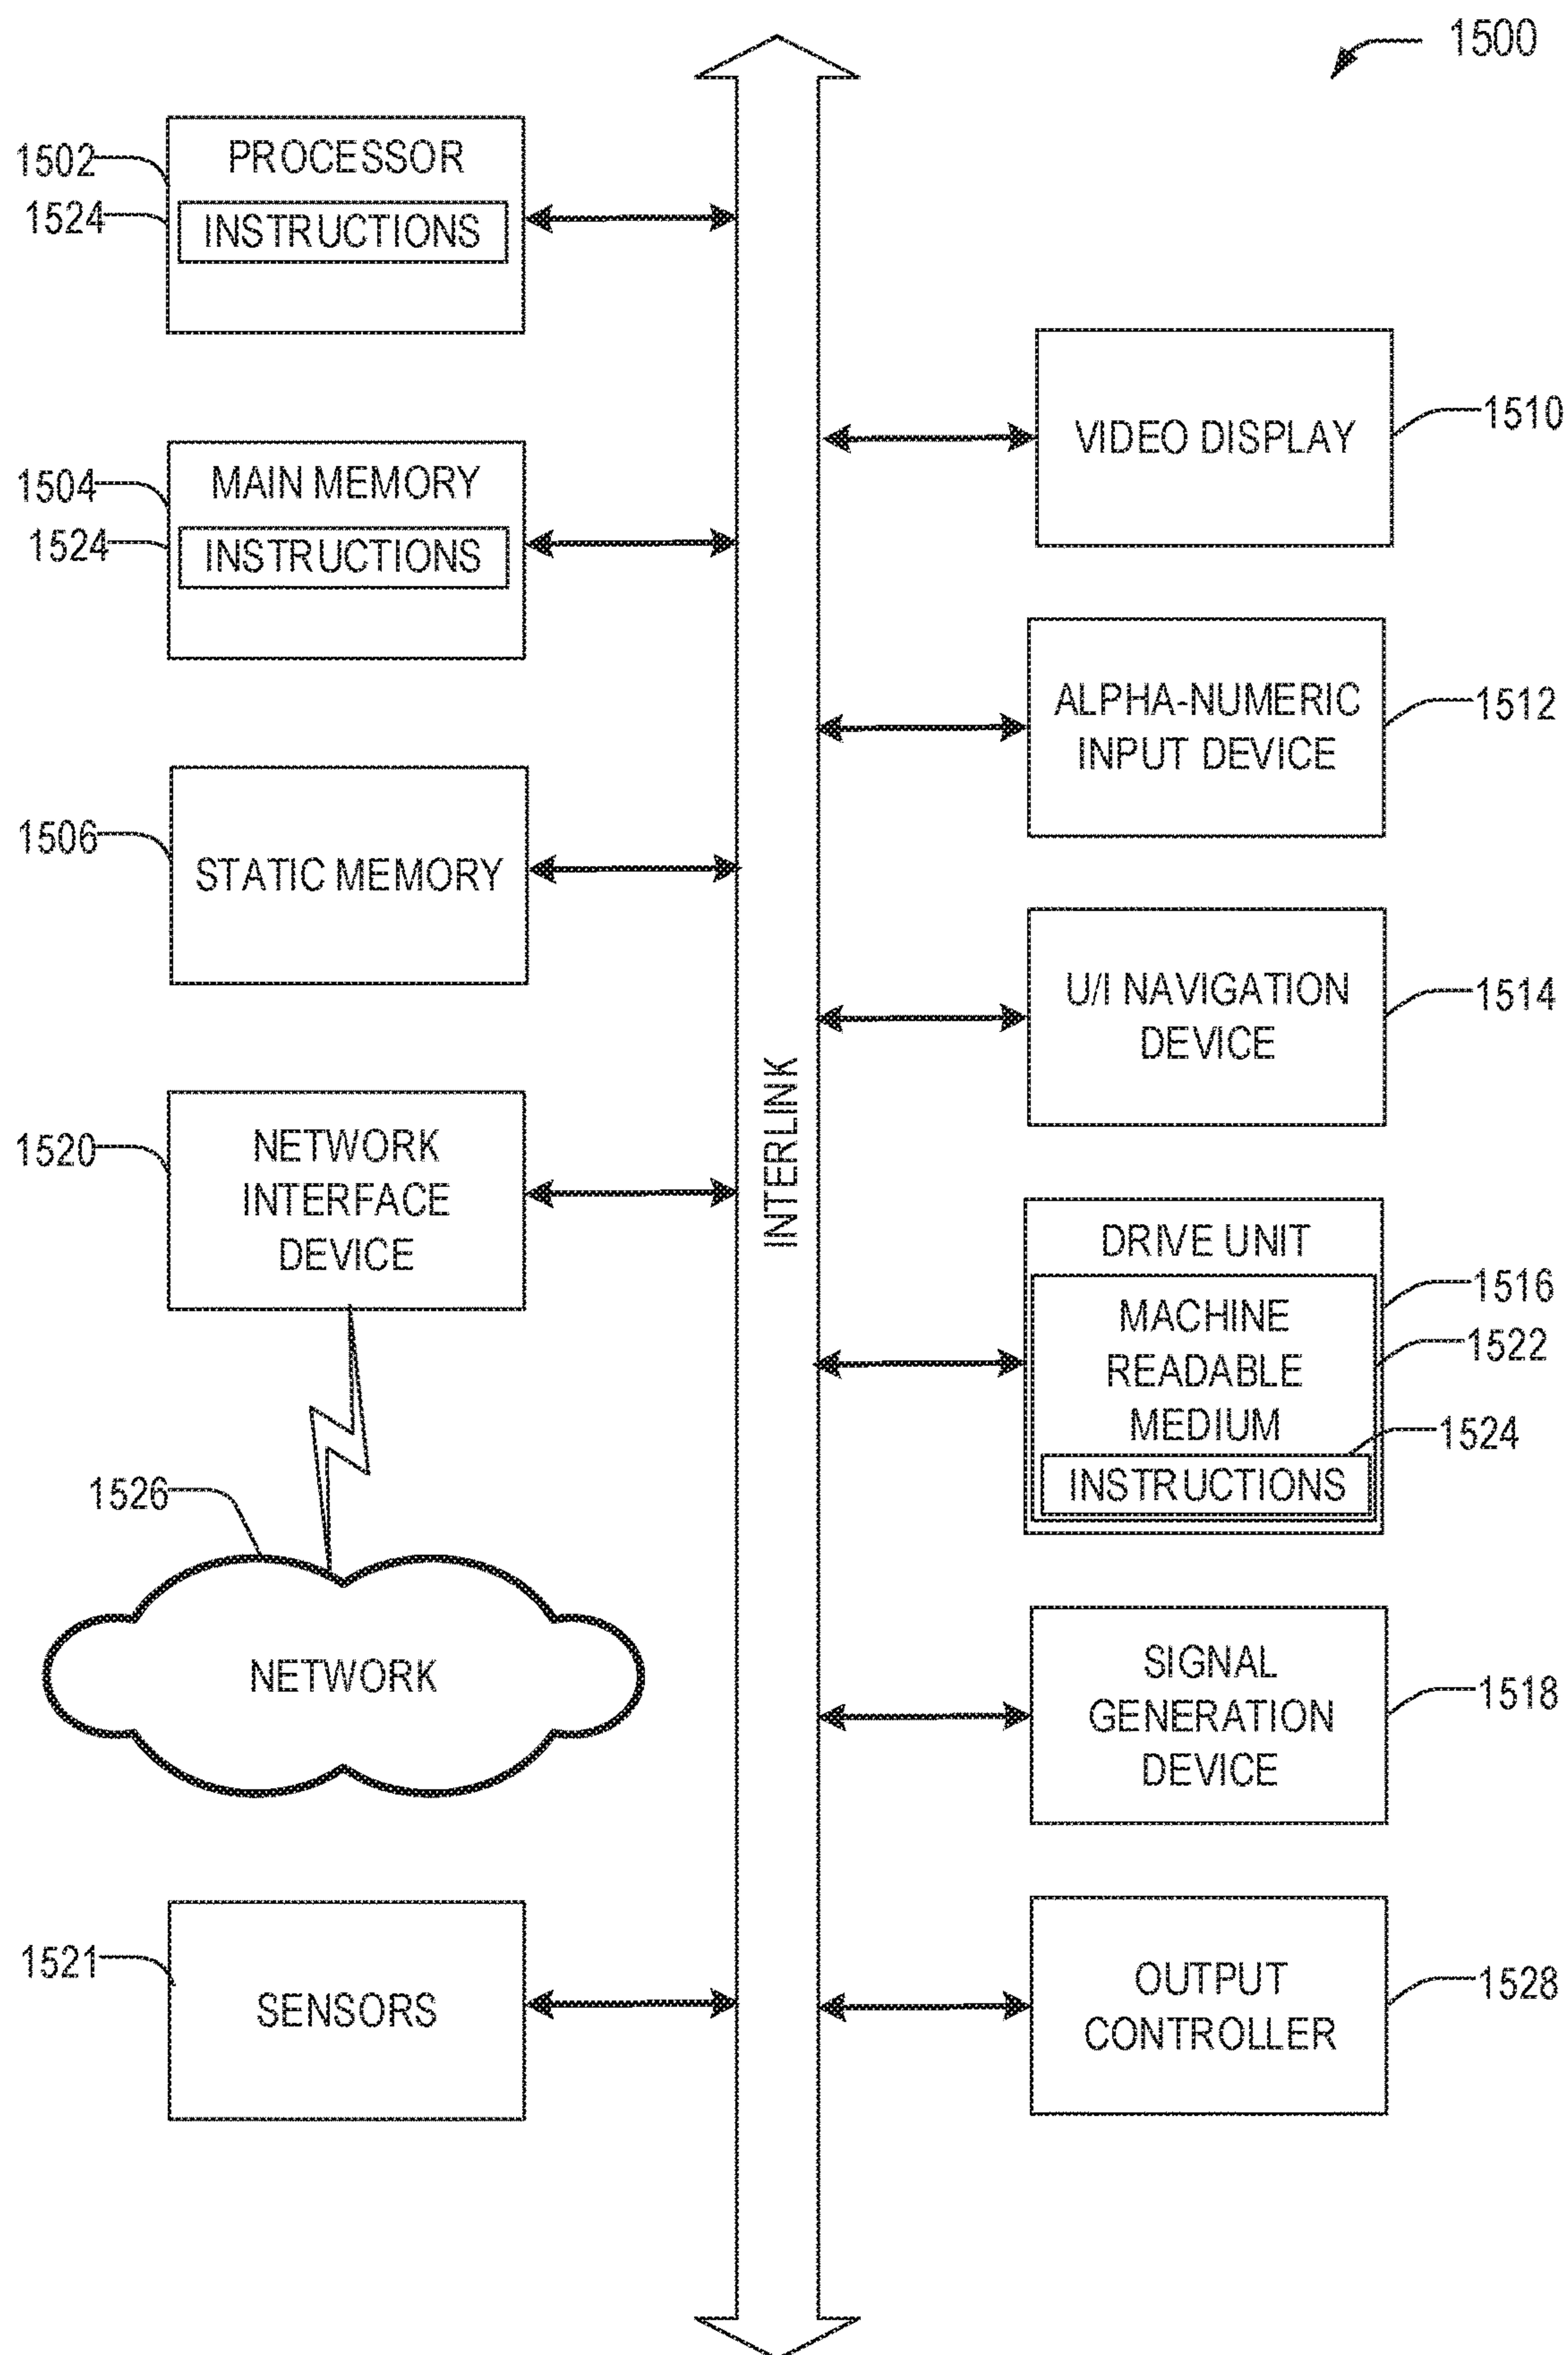 1500
1502
PROCESSOR
1524
INSTRUCTIONS
1504
MAIN MEMORY
1524
INSTRUCTIONS
1506
STATIC MEMORY
1520
NETWORK
INTERFACE
DEVICE
1526
NETWORK
1521
SENSORS
INTERLINK
VIDEO DISPLAY
1510
ALPHA-NUMERIC
INPUT DEVICE
1512
U/I NAVIGATION
DEVICE
1514
DRIVE UNIT
1516
MACHINE
READABLE
MEDIUM
1522
1524
INSTRUCTIONS
SIGNAL
GENERATION
DEVICE
1518
OUTPUT
CONTROLLER
1528